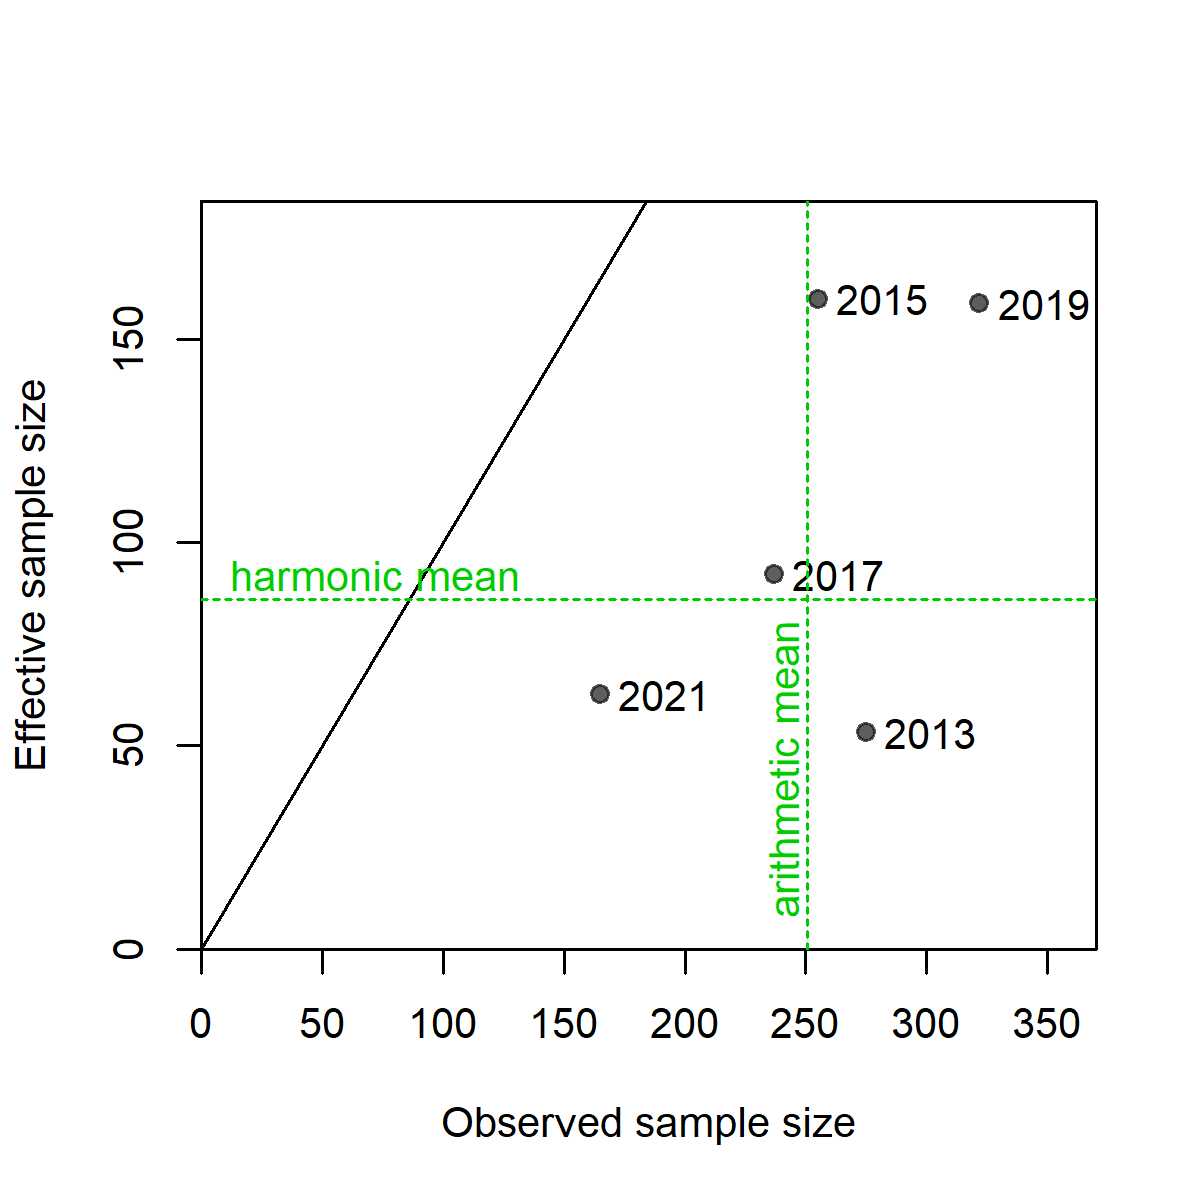 2015
2019
harmonic mean
2017
2021
2013
arithmetic mean
150
100
50
0
Effective sample size
0 50 100 150 200 250 300 350
Observed sample size